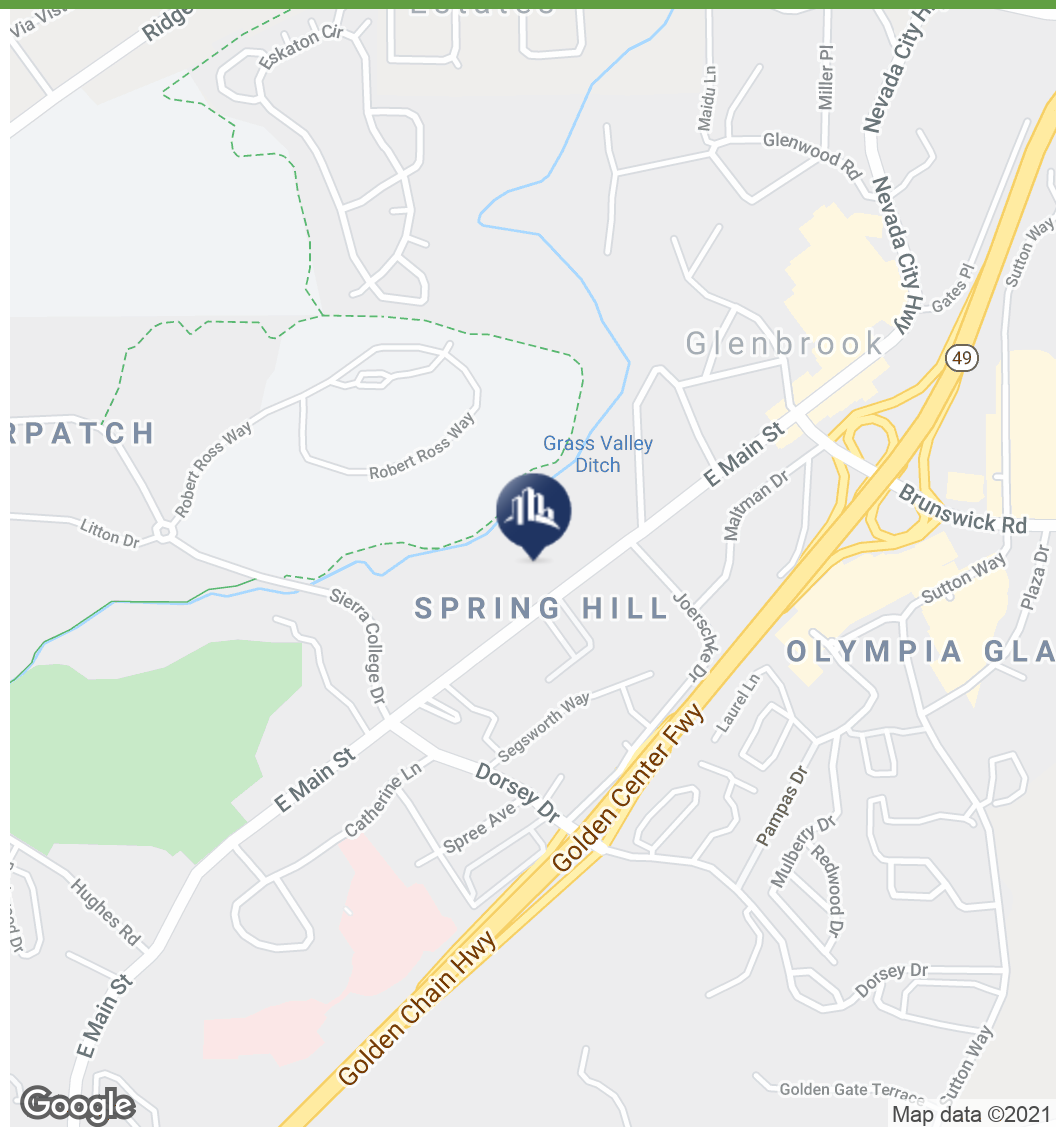 Estates
Via Vist
Ridge
Eskaton Cir
Maidu Ln
Miller Pl
Nevada City H
Glenwood Rd
Nevada City Hwy
Gates Pl
Sutton Way
Glenbrook
49
RPATCH
Robert Ross Way
Robert Ross Way
Grass Valley
Ditch
E Main St
Maltman Dr
Brunswick Rd
Litton Dr
Sutton Way
Plaza Dr
Sierra College Dr
SPRING HILL
Joerschke Dr
OLYMPIA GLA
Laurel Ln
Segsworth Way
Golden Center Fwy
E Main St
Catherine Ln
Dorsey Dr
Spree Ave
Pampas Dr
Mulberry Dr
Redwood Dr
Hughes Rd
od Dr
Golden Chain Hwy
Dorsey Dr
E Main St
Sutton Way
Golden Gate Terrace
Google
Map data ©2021